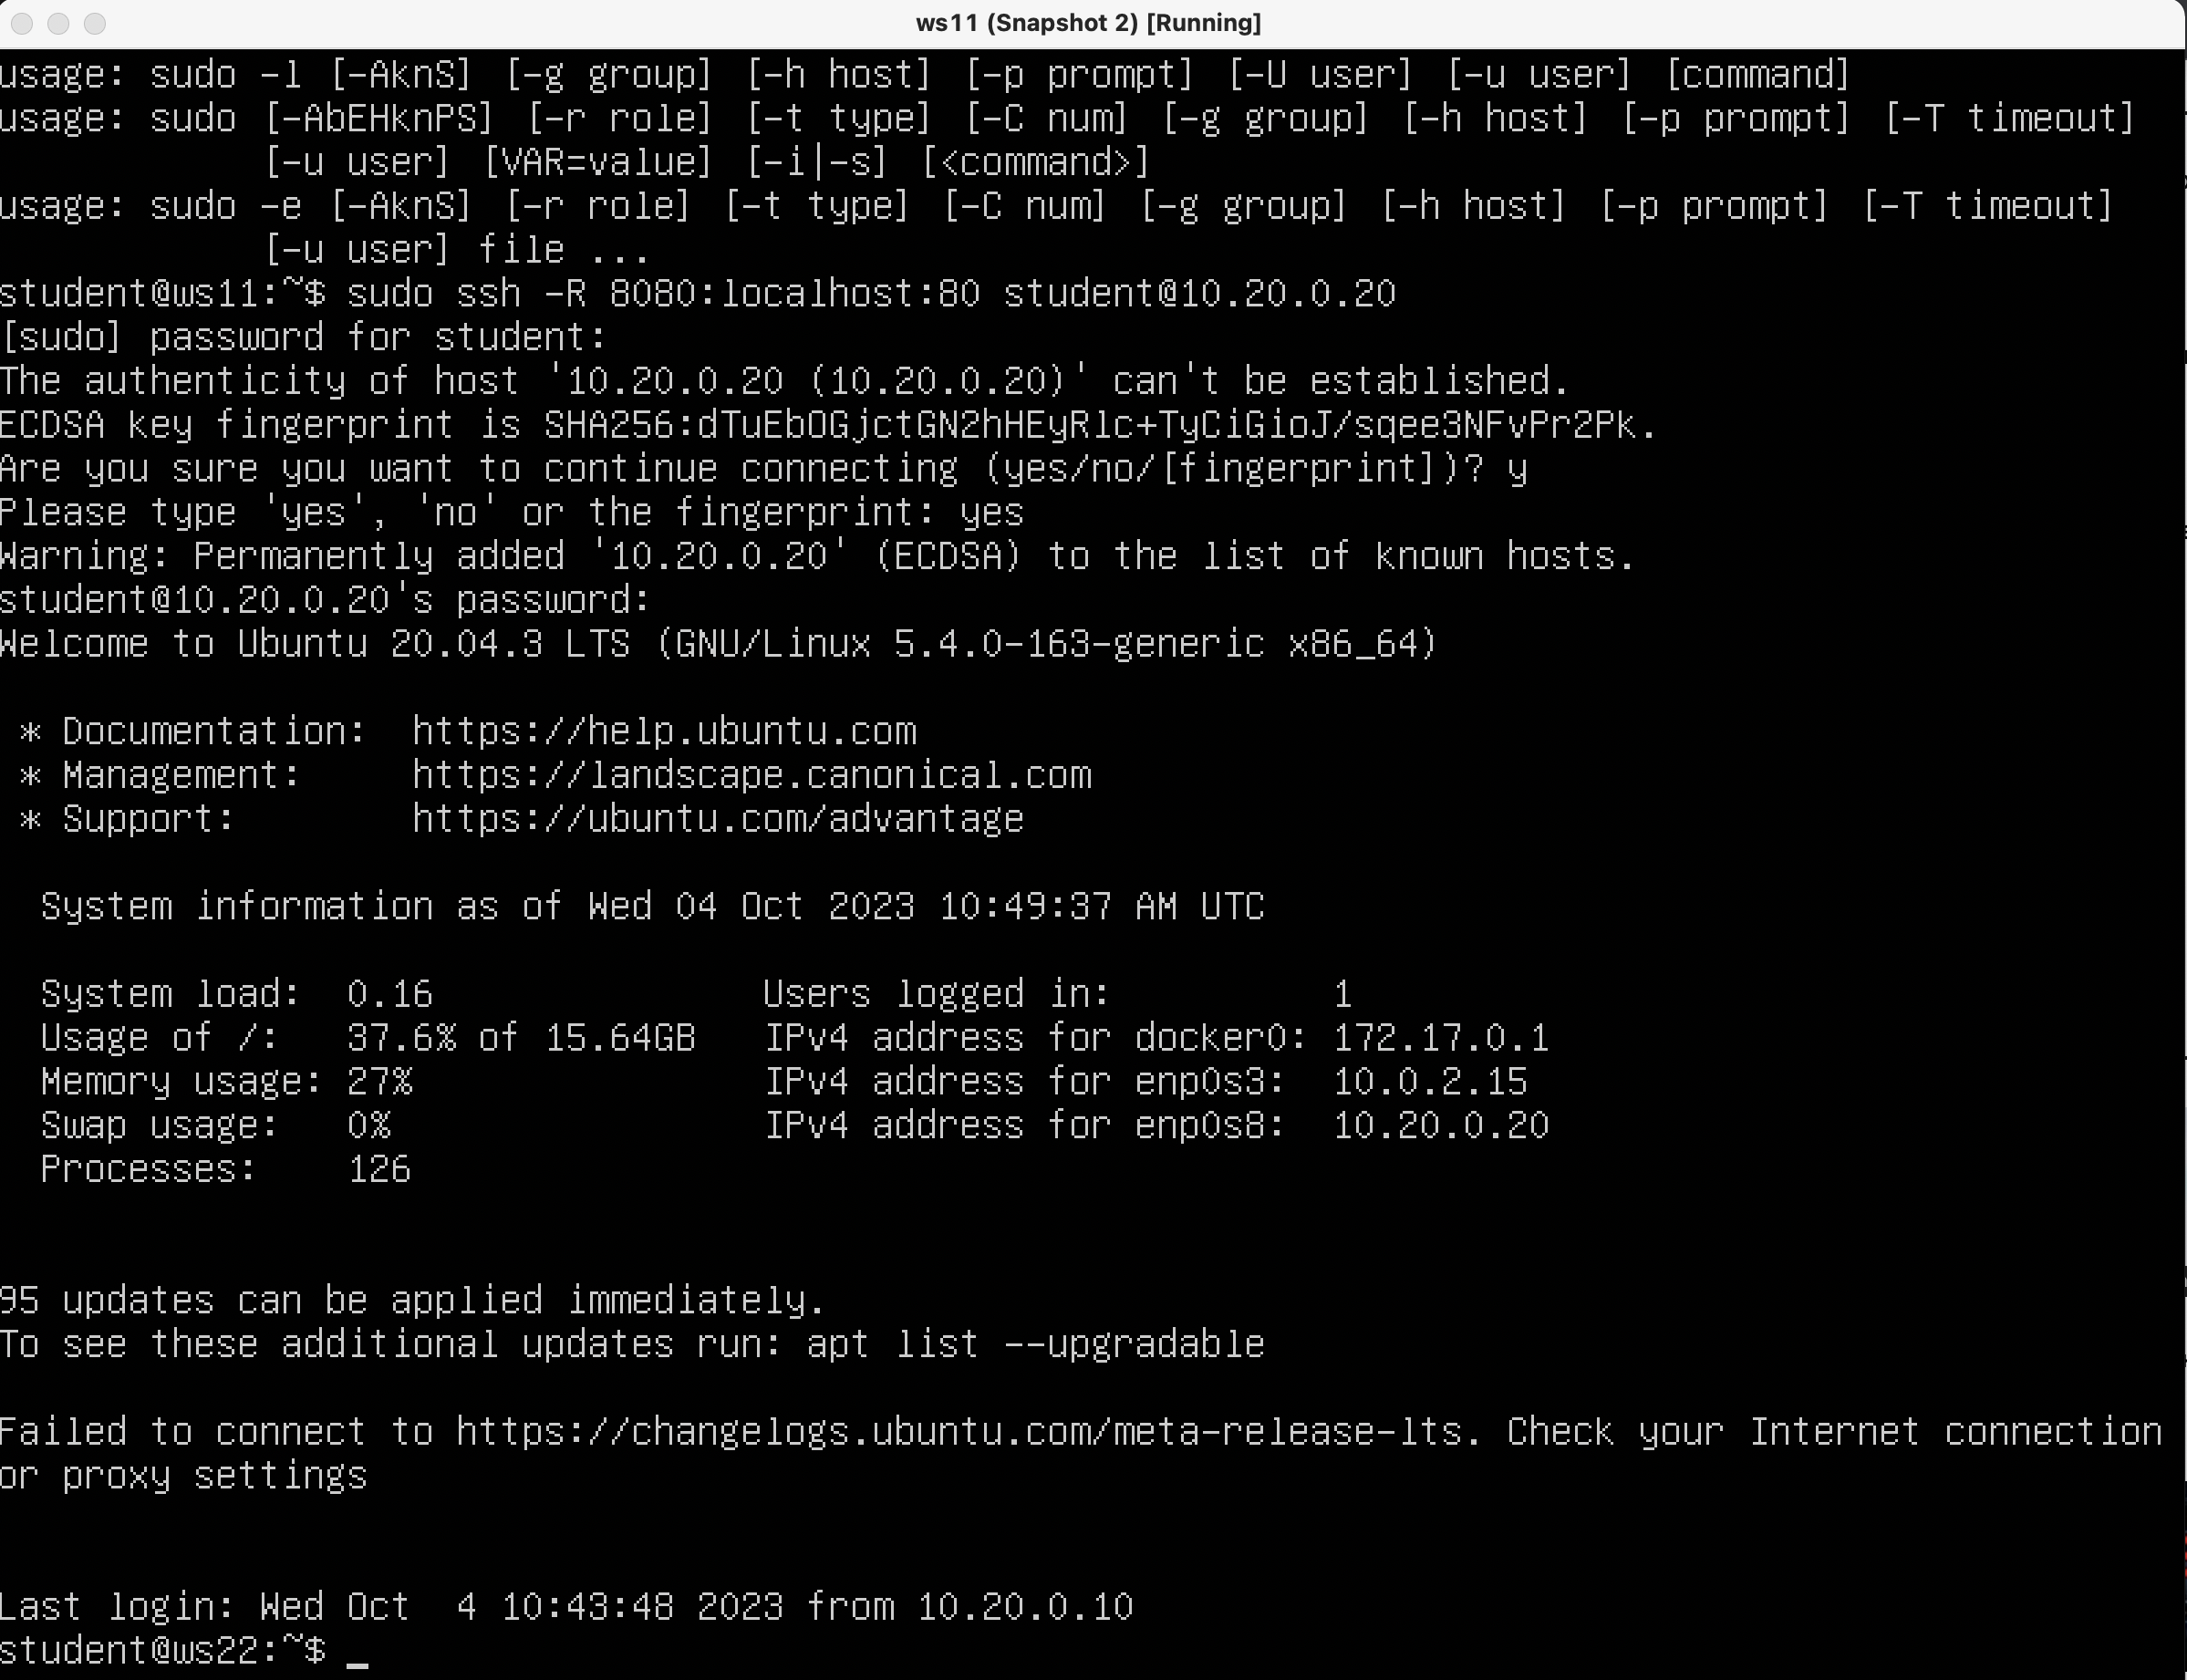 ws11 (Snapshot 2) [Running]
usage: sudo -l [-AknS] [-g group] [-h host] [-p prompt] [-U user] [-u user] [command]
usage: sudo [-AbEHknPS] [-r role] [-t type] [-C num] [-g group] [-h host] [-p prompt] [-T timeout]
[-u user] [VAR=value] [-i|-s] [<command>]
usage: sudo -e [-AknS] [-r role] [-t type] [-C num] [-g group] [-h host] [-p prompt] [-T timeout]
[-u user] file ...
student@ws11:~$ sudo ssh -R 8080:localhost:80 student@10.20.0.20
[sudo] password for student:
The authenticity of host '10.20.0.20 (10.20.0.20)' can't be established.
ECDSA key fingerprint is SHA256:dTuEbOGjctGN2hHEyRlc+TyCiGioJ/sqee3NFvPr2Pk.
Are you sure you want to continue connecting (yes/no/[fingerprint])? y
Please type 'yes', 'no' or the fingerprint: yes
Warning: Permanently added '10.20.0.20' (ECDSA) to the list of known hosts.
student@10.20.0.20's password:
Welcome to Ubuntu 20.04.3 LTS (GNU/Linux 5.4.0-163-generic x86_64)
* Documentation:  https://help.ubuntu.com
* Management:     https://landscape.canonical.com
* Support:        https://ubuntu.com/advantage
System information as of Wed 04 Oct 2023 10:49:37 AM UTC
System load:  0.16               Users logged in:          1
Usage of /:   37.6% of 15.64GB   IPv4 address for docker0: 172.17.0.1
Memory usage: 27%                IPv4 address for enp0s3:  10.0.2.15
Swap usage:   0%                 IPv4 address for enp0s8:  10.20.0.20
Processes:    126
95 updates can be applied immediately.
To see these additional updates run: apt list --upgradable
Failed to connect to https://changelogs.ubuntu.com/meta-release-lts. Check your Internet connection
or proxy settings
Last login: Wed Oct  4 10:43:48 2023 from 10.20.0.10
student@ws22:~$ _